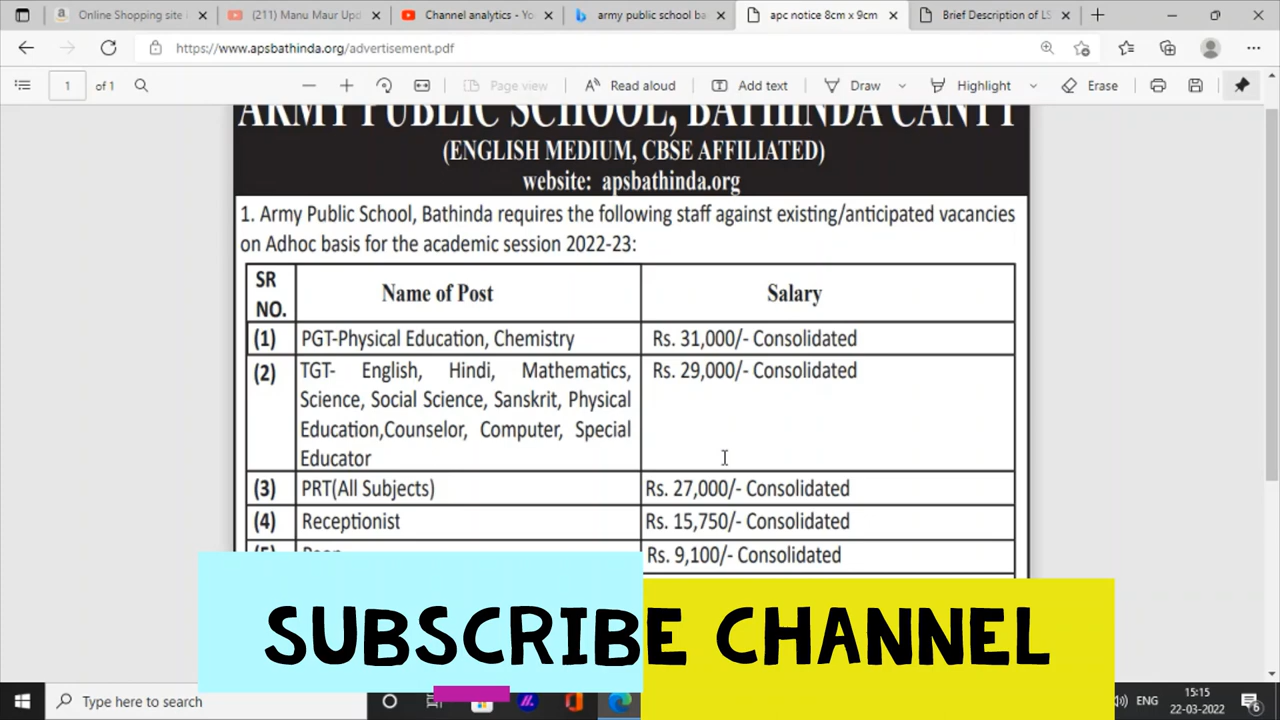 Online Shopping site i
(211) Manu Maur Upd
Channel analytics - Yo
army public school ba
apc notice 8cm x 9cm
Brief Description of LS
https://www.apsbathinda.org/advertisement.pdf
1 of 1
Page view
Read aloud
Add text
Draw
Highlight
Erase
ARMY PUBLIC SCHOOL, BATHINDA CANTT
(ENGLISH MEDIUM, CBSE AFFILIATED)
website: apsbathinda.org
1. Army Public School, Bathinda requires the following staff against existing/anticipated vacancies
on Adhoc basis for the academic session 2022-23:
SR
NO.
Name of Post
Salary
(1) PGT-Physical Education, Chemistry Rs. 31,000/- Consolidated
(2) TGT- English, Hindi, Mathematics, Rs. 29,000/- Consolidated
Science, Social Science, Sanskrit, Physical
Education,Counselor, Computer, Special
Educator
(3) PRT(All Subjects) Rs. 27,000/- Consolidated
(4) Receptionist Rs. 15,750/- Consolidated
(5) Peon Rs. 9,100/- Consolidated
SUBSCRIBE CHANNEL
Type here to search
ENG
15:15
22-03-2022
6